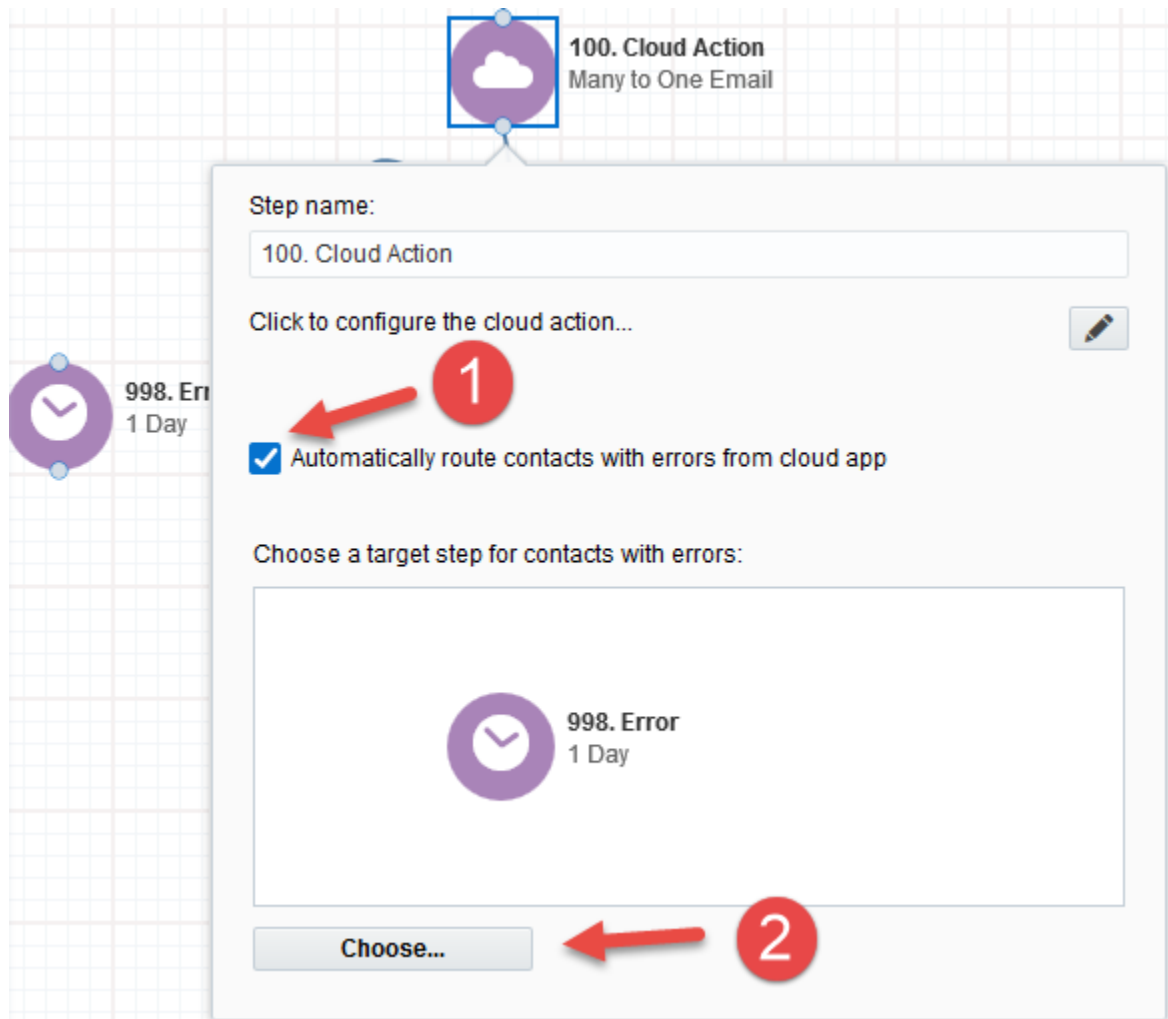 100. Cloud Action
Many to One Email
Step name:
100. Cloud Action
Click to configure the cloud action...
1
998. Err
1 Day
Automatically route contacts with errors from cloud app
Choose a target step for contacts with errors:
998. Error
1 Day
Choose...
2